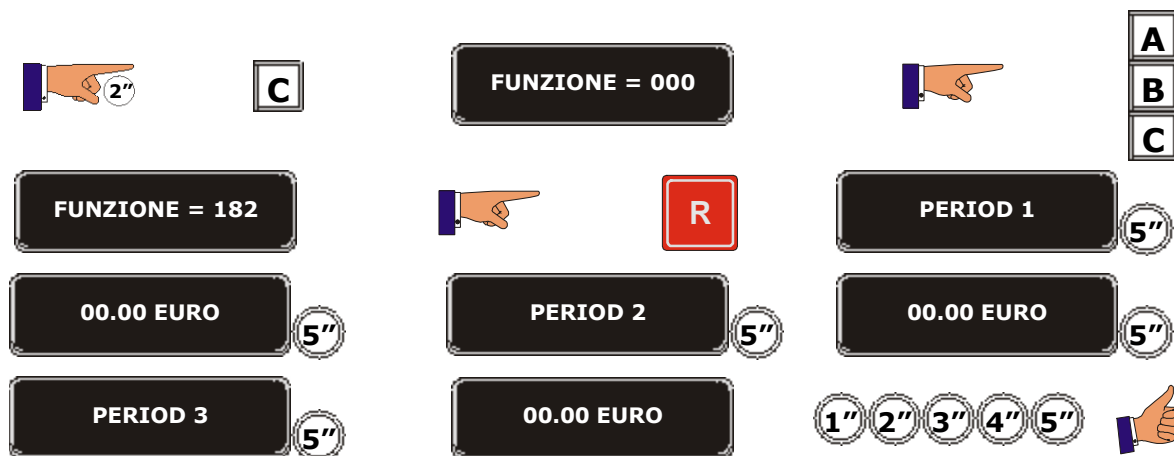 2”
C
FUNZIONE = 000
A
B
C
FUNZIONE = 182
R
PERIOD 1
5”
00.00 EURO
5”
PERIOD 2
5”
00.00 EURO
5”
PERIOD 3
5”
00.00 EURO
1” 2” 3” 4” 5”